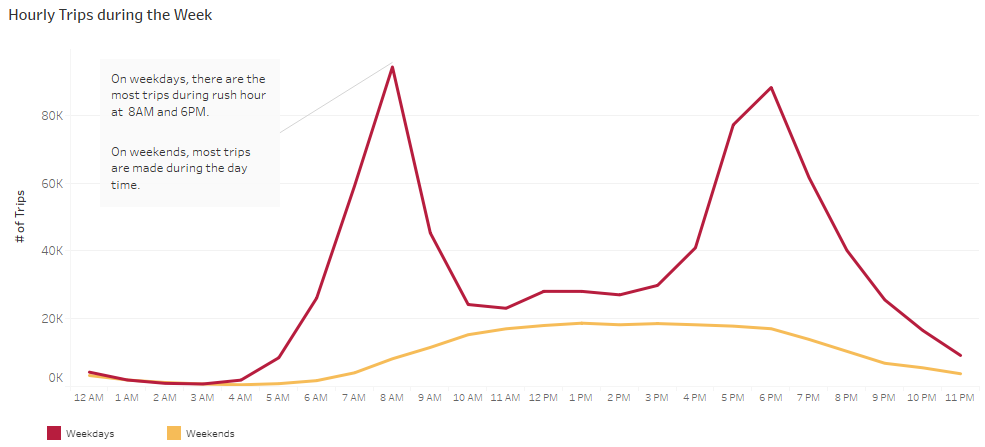 Hourly Trips during the Week
On weekdays, there are the
most trips during rush hour
at  8AM and 6PM.
On weekends, most trips
are made during the day
time.
# of Trips
80K
60K
40K
20K
0K
12 AM 1 AM 2 AM 3 AM 4 AM 5 AM 6 AM 7 AM 8 AM 9 AM 10 AM 11 AM 12 PM 1 PM 2 PM 3 PM 4 PM 5 PM 6 PM 7 PM 8 PM 9 PM 10 PM 11 PM
Weekdays Weekends